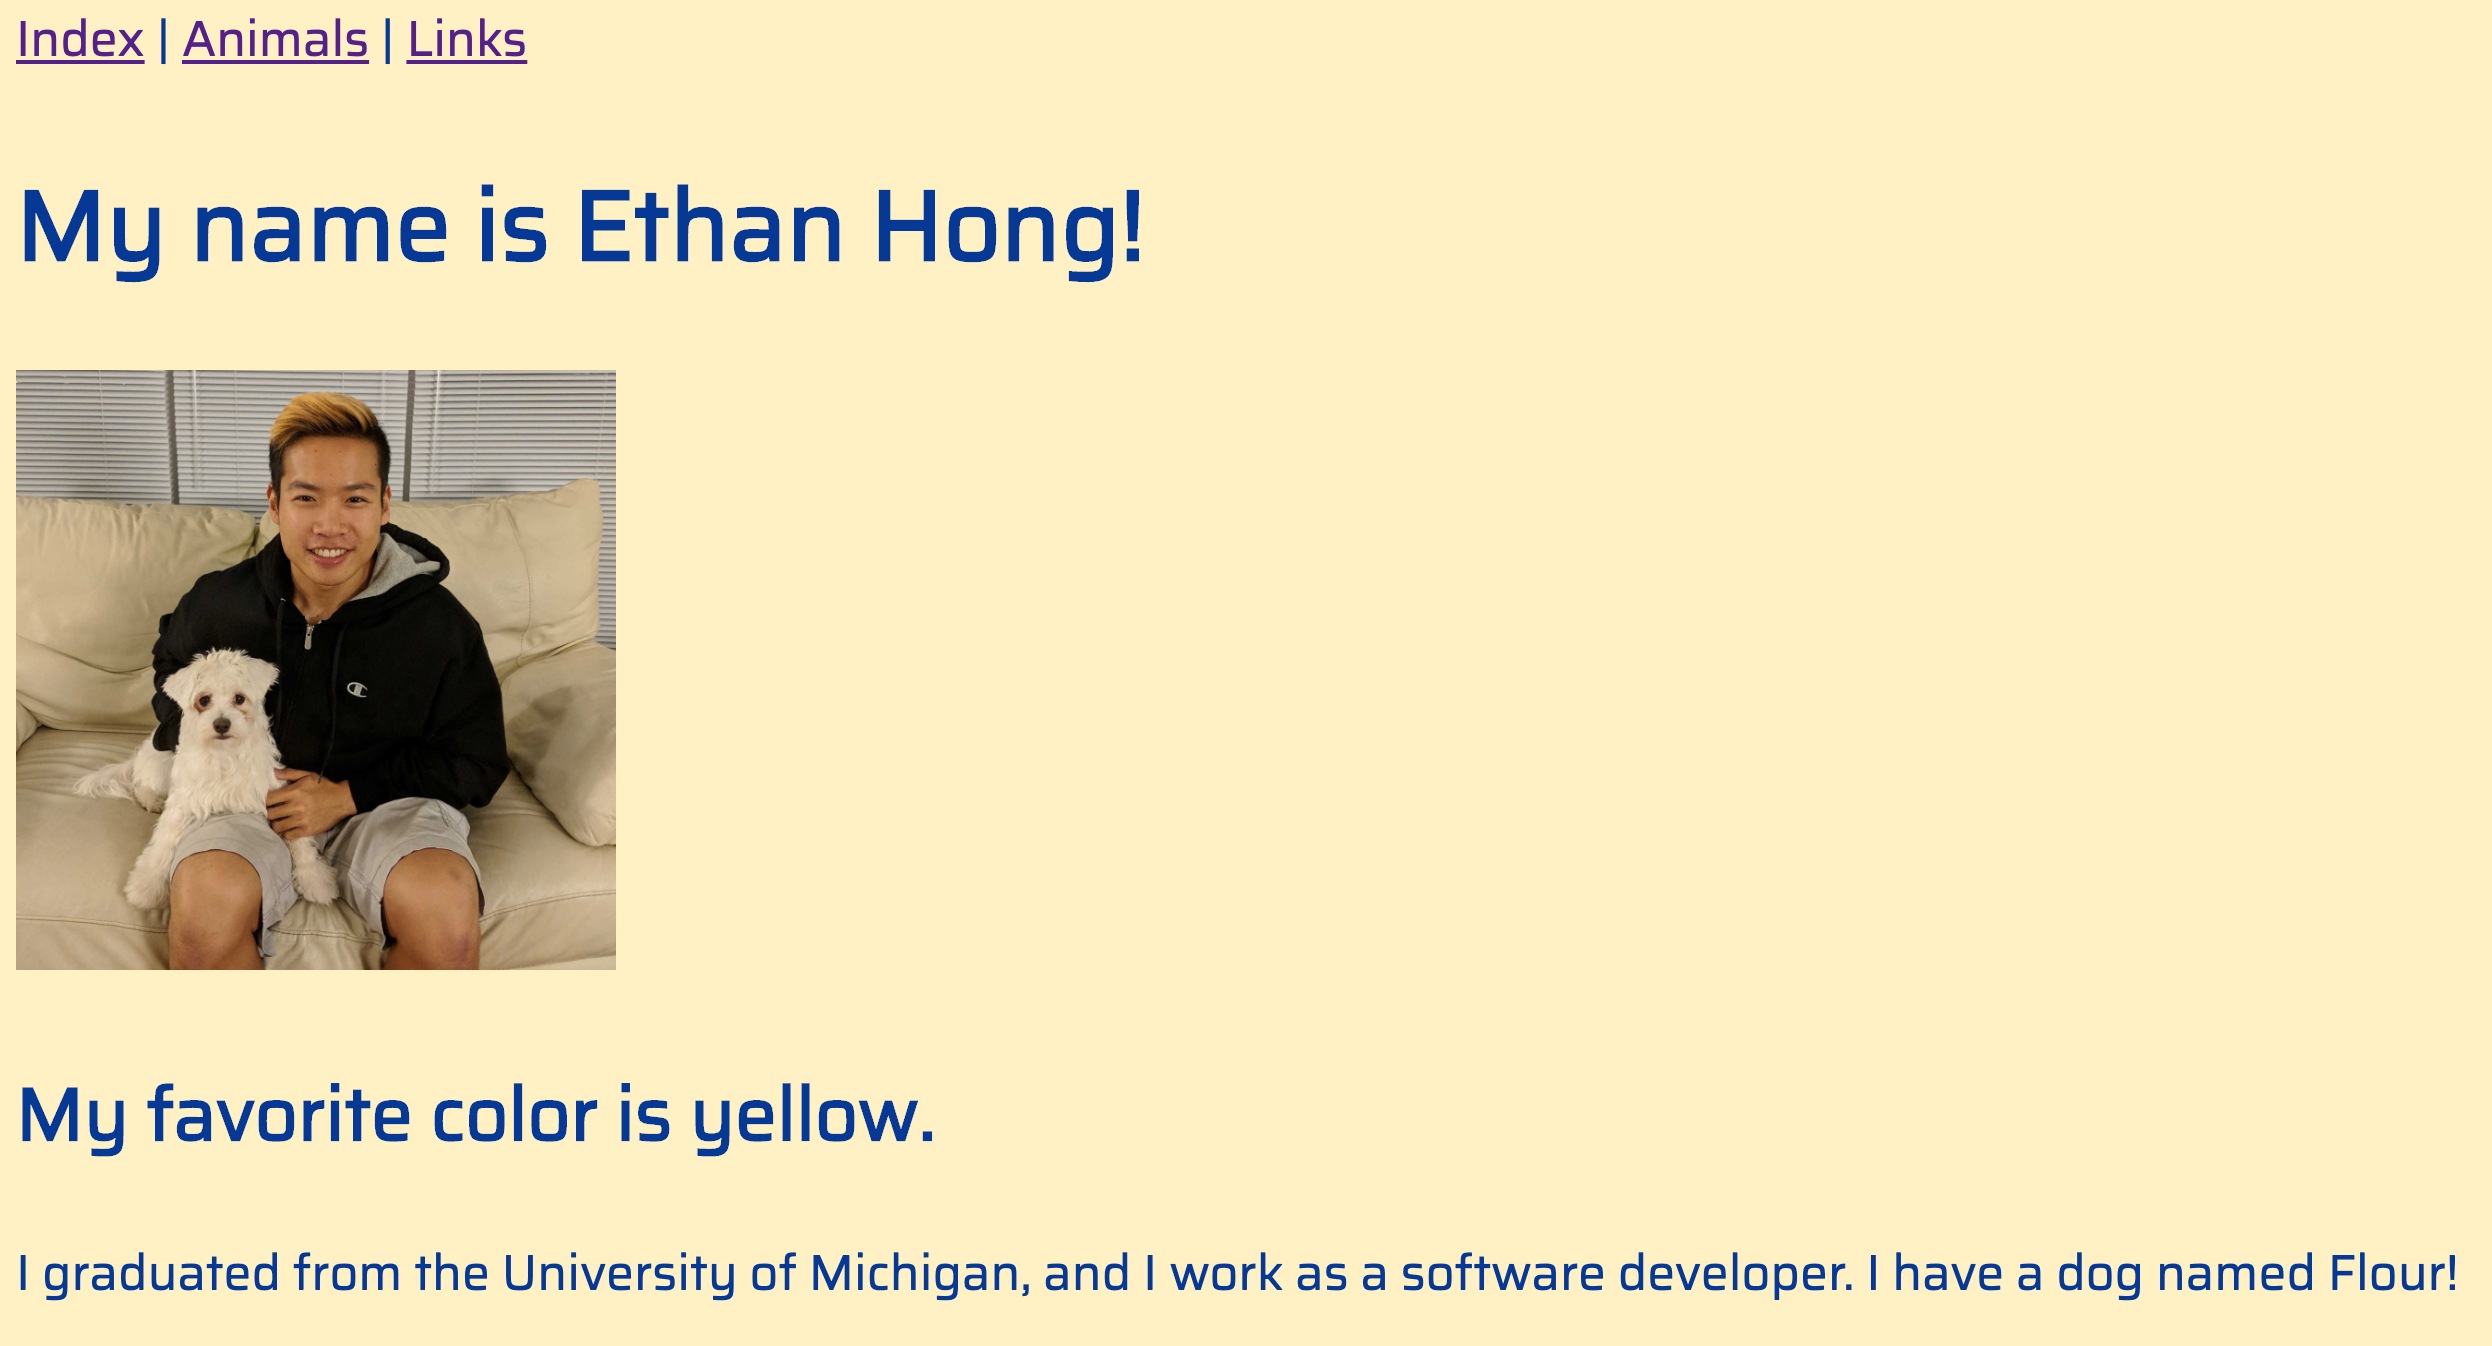 Index | Animals | Links
My name is Ethan Hong!
My favorite color is yellow.
I graduated from the University of Michigan, and I work as a software developer. I have a dog named Flour!